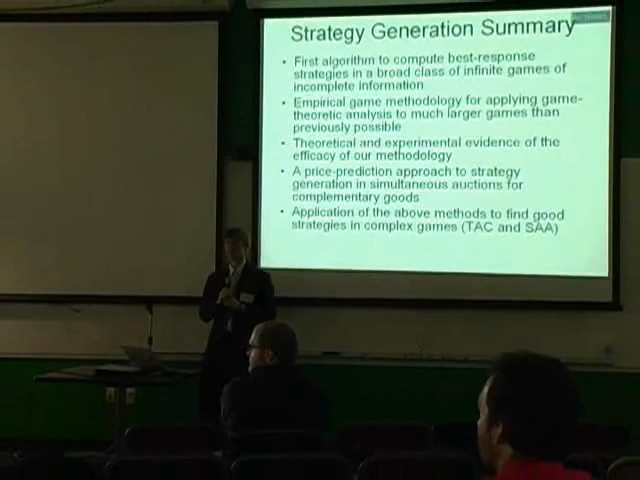 Strategy Generation Summary
• First algorithm to compute best-response
strategies in a broad class of infinite games of
incomplete information
• Empirical game methodology for applying game-
theoretic analysis to much larger games than
previously possible
• Theoretical and experimental evidence of the
efficacy of our methodology
• A price-prediction approach to strategy
generation in simultaneous auctions for
complementary goods
• Application of the above methods to find good
strategies in complex games (TAC and SAA)